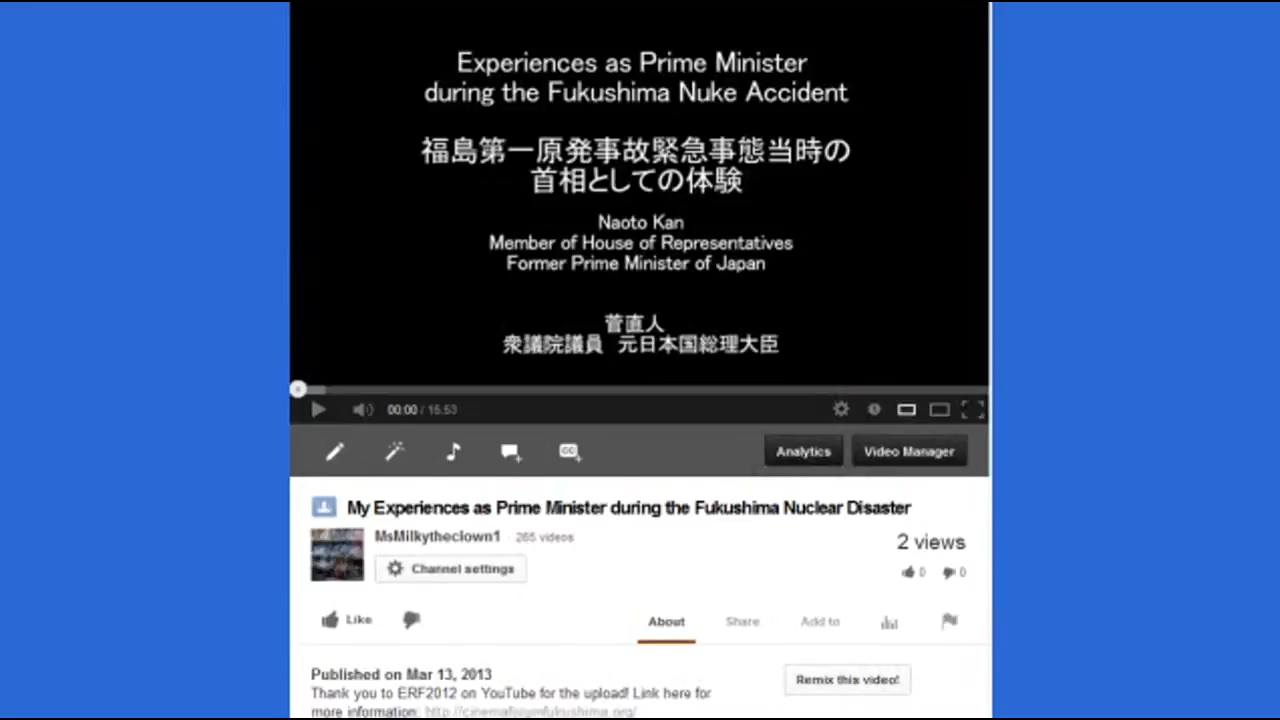 Experiences as Prime Minister
during the Fukushima Nuke Accident
福島第一原発事故緊急事態当時の
首相としての体験
Naoto Kan
Member of House of Representatives
Former Prime Minister of Japan
菅直人
衆議院議員 元日本国総理大臣
00:00 / 15:53
CC
Analytics
Video Manager
My Experiences as Prime Minister during the Fukushima Nuclear Disaster
MsMilkytheclown1 · 265 videos
2 views
Channel settings
0 0
Like
About Share Add to
Published on Mar 13, 2013
Remix this video!
Thank you to ERF2012 on YouTube for the upload! Link here for
more information: http://cinemaforumfukushima.org/